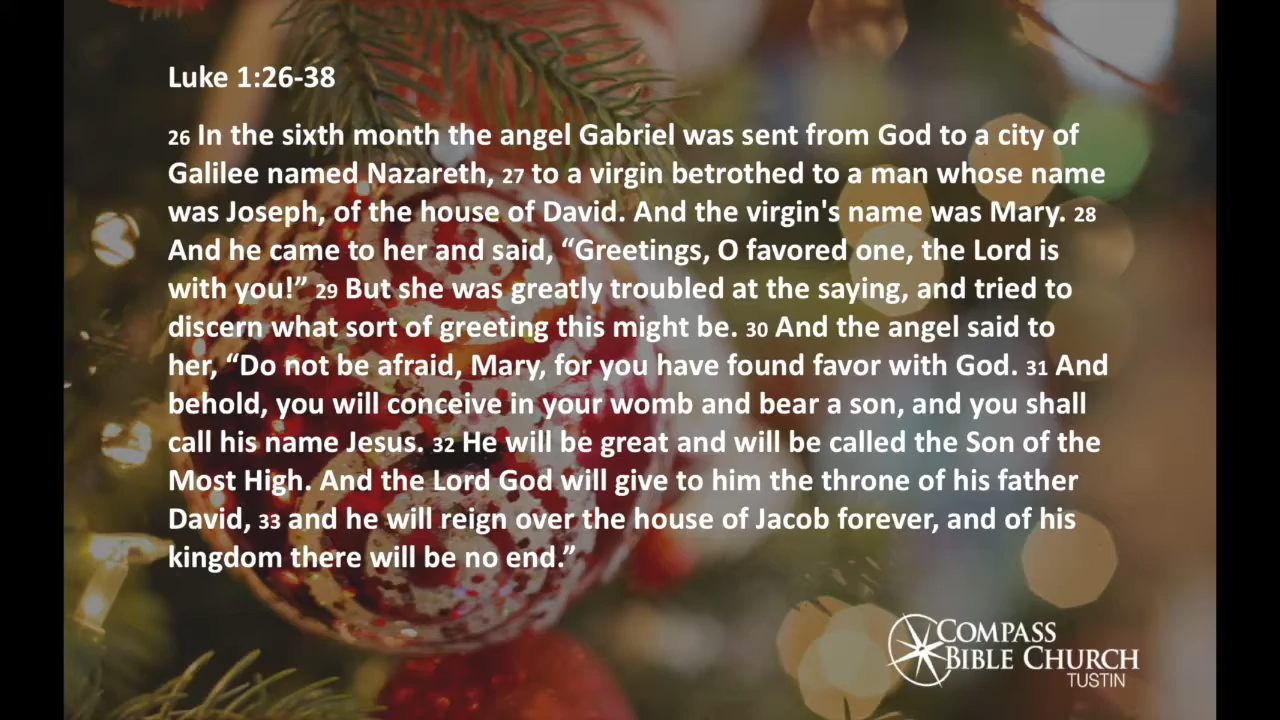 Luke 1:26-38
26 In the sixth month the angel Gabriel was sent from God to a city of
Galilee named Nazareth, 27 to a virgin betrothed to a man whose name
was Joseph, of the house of David. And the virgin's name was Mary. 28
And he came to her and said, “Greetings, O favored one, the Lord is
with you!” 29 But she was greatly troubled at the saying, and tried to
discern what sort of greeting this might be. 30 And the angel said to
her, “Do not be afraid, Mary, for you have found favor with God. 31 And
behold, you will conceive in your womb and bear a son, and you shall
call his name Jesus. 32 He will be great and will be called the Son of the
Most High. And the Lord God will give to him the throne of his father
David, 33 and he will reign over the house of Jacob forever, and of his
kingdom there will be no end.”
COMPASS
BIBLE CHURCH
TUSTIN